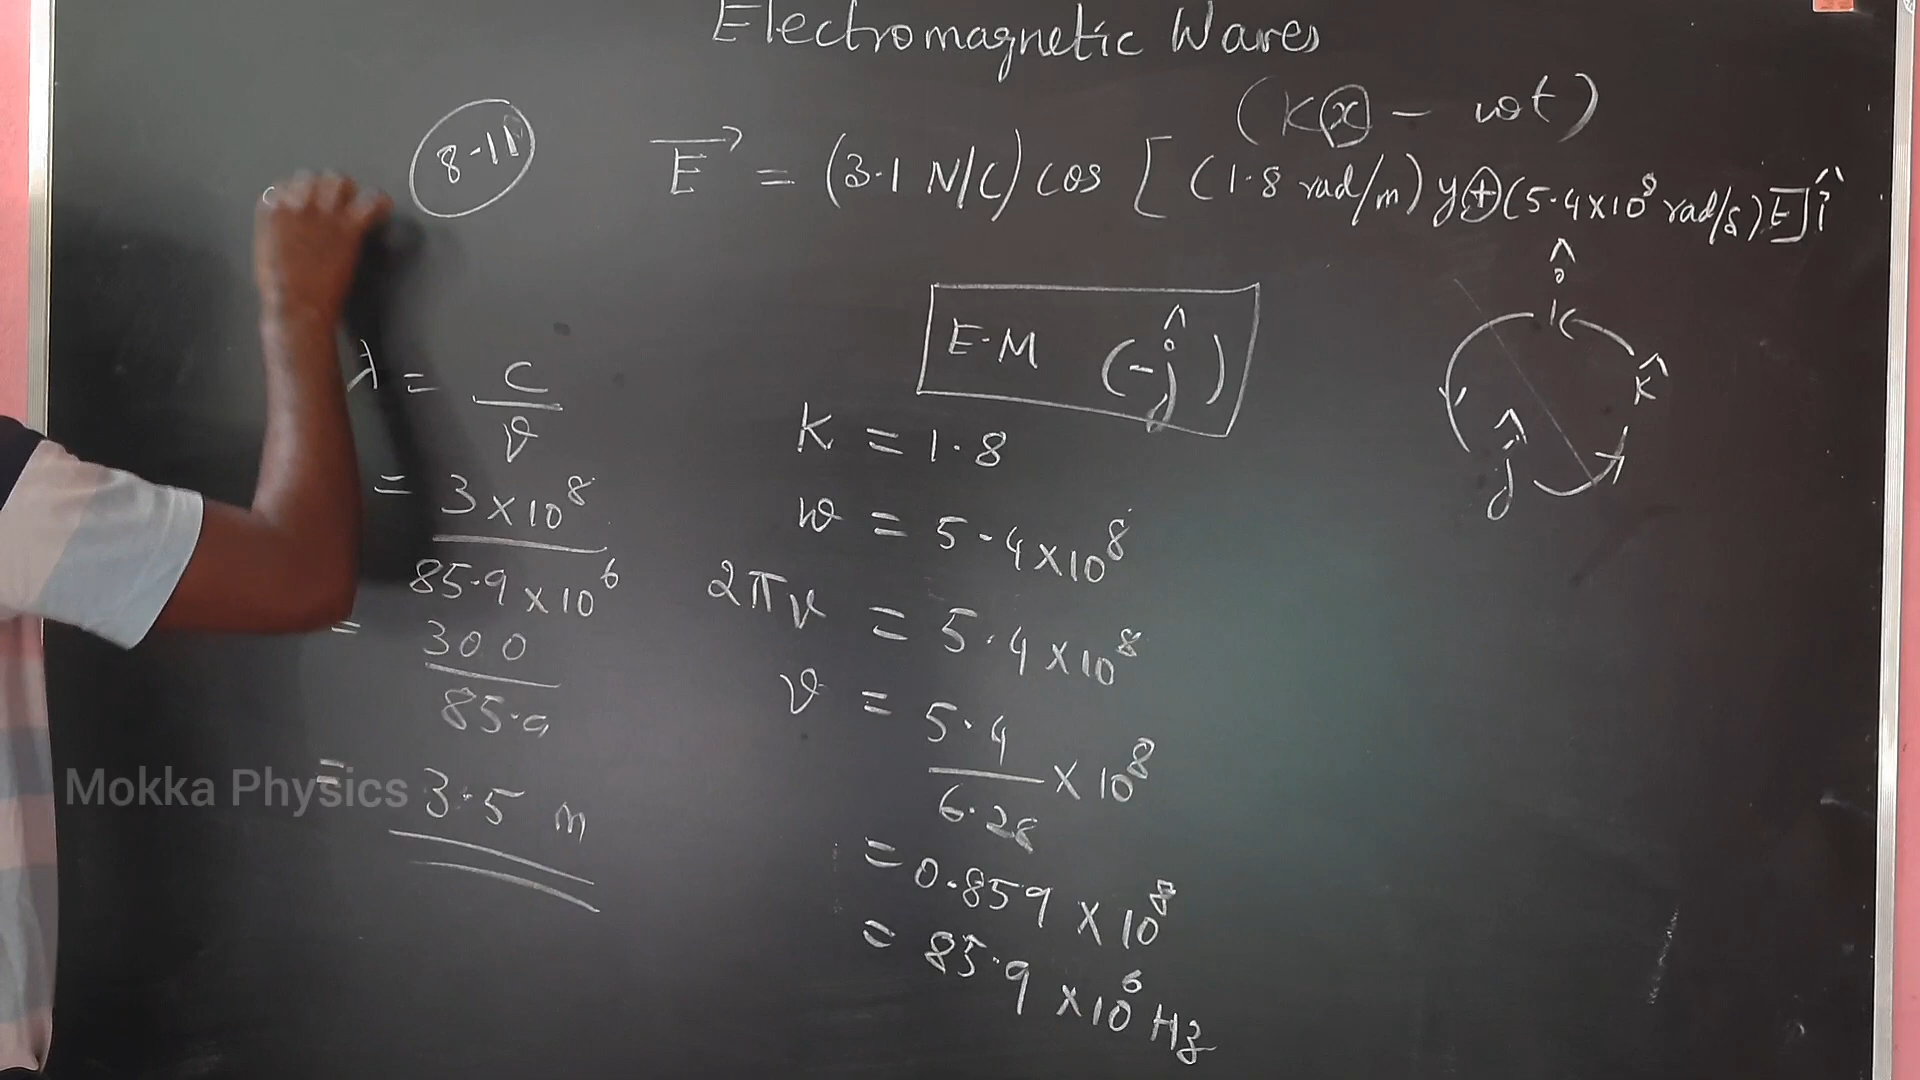 Electromagnetic Waves
(Kx - ωt)
8.11
E⃗ = (3.1 N/C) cos [ (1.8 rad/m) y + (5.4×10⁸ rad/s) t ] î
E.M (-ĵ)
î
k
k̂
ĵ
λ = c/ν
= 3×10⁸ / 85.9×10⁶
= 300 / 85.9
= 3.5 m
K = 1.8
ω = 5.4×10⁸
2πν = 5.4×10⁸
ν = 5.4/6.28 × 10⁸
= 0.859 × 10⁸
= 85.9 × 10⁶ Hz
Mokka Physics